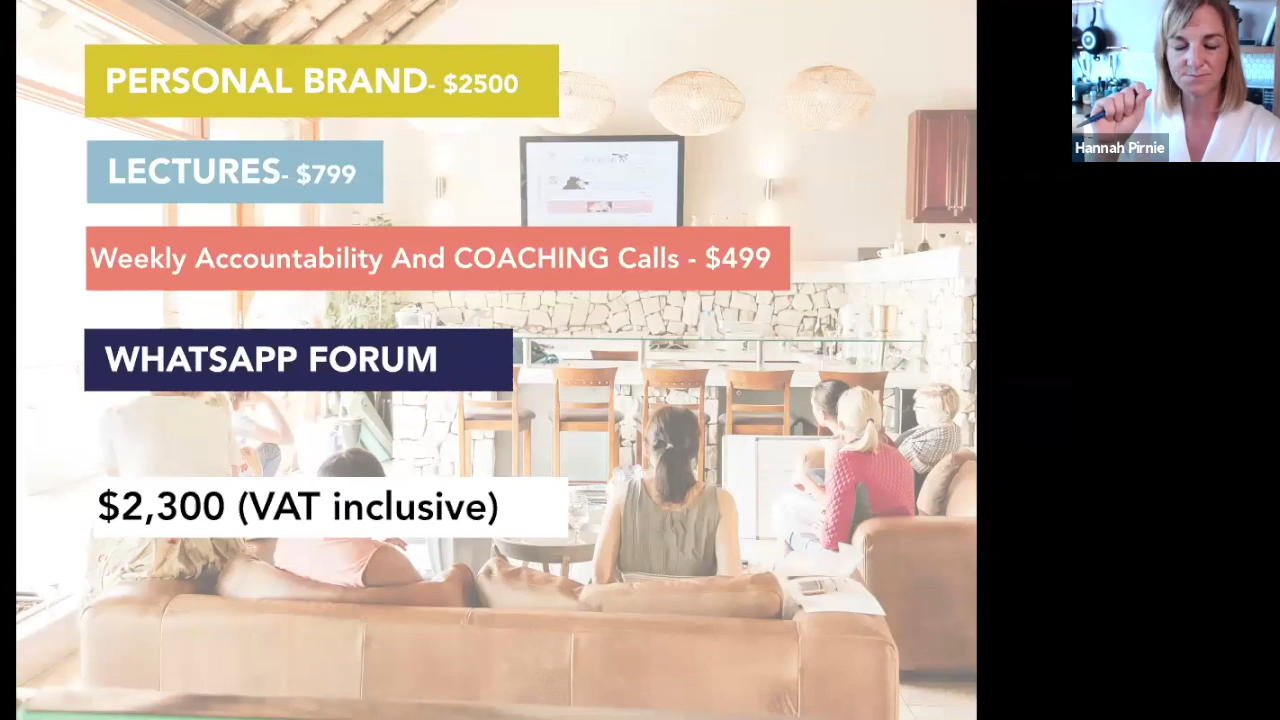 PERSONAL BRAND- $2500
LECTURES- $799
Weekly Accountability And COACHING Calls - $499
WHATSAPP FORUM
$2,300 (VAT inclusive)
Hannah Pirnie